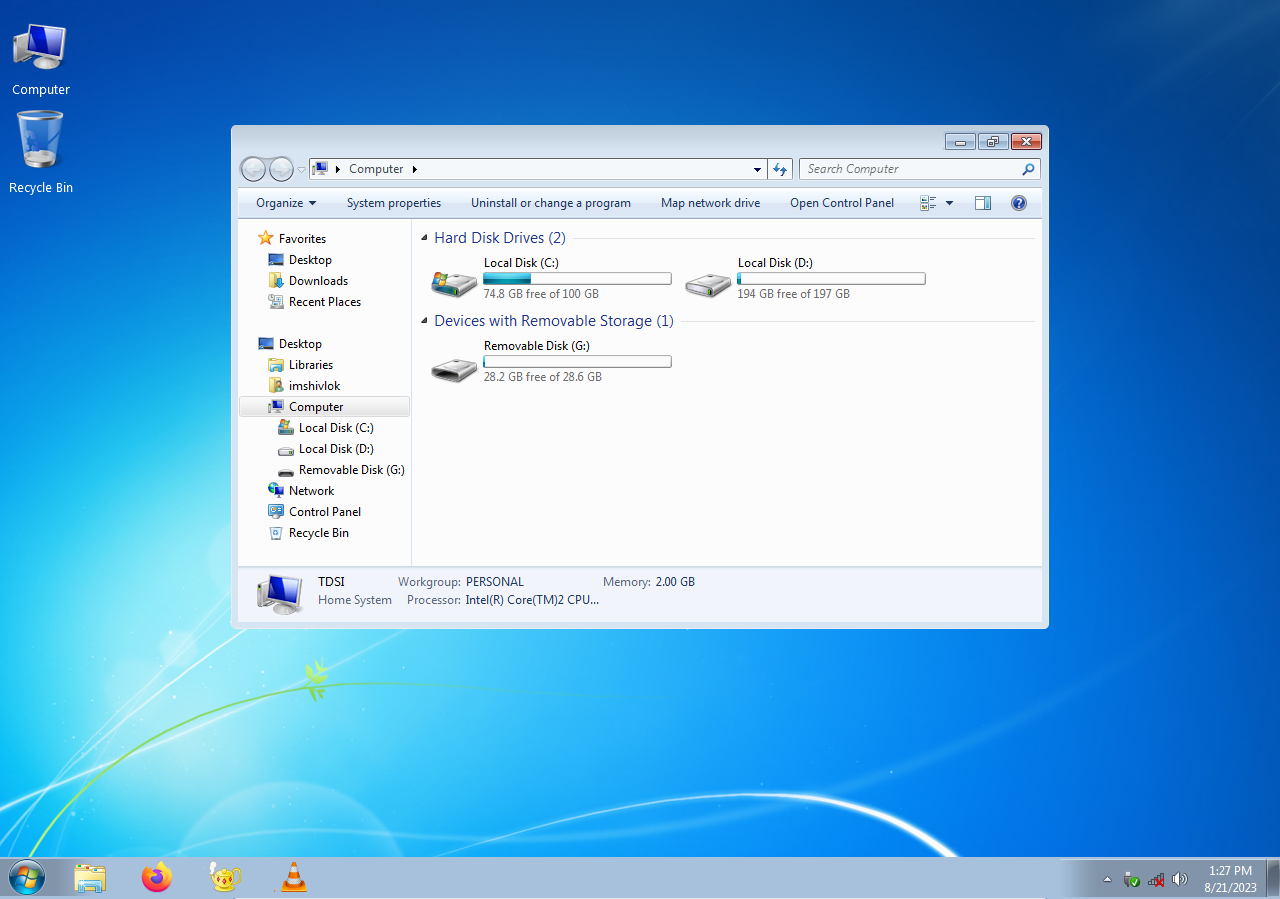 Computer
Recycle Bin
Computer
Search Computer
Organize
System properties
Uninstall or change a program
Map network drive
Open Control Panel
Favorites
Desktop
Downloads
Recent Places
Desktop
Libraries
imshivlok
Computer
Local Disk (C:)
Local Disk (D:)
Removable Disk (G:)
Network
Control Panel
Recycle Bin
Hard Disk Drives (2)
Local Disk (C:)
74.8 GB free of 100 GB
Local Disk (D:)
194 GB free of 197 GB
Devices with Removable Storage (1)
Removable Disk (G:)
28.2 GB free of 28.6 GB
TDSI Workgroup: PERSONAL Memory: 2.00 GB
Home System Processor: Intel(R) Core(TM)2 CPU...
1:27 PM
8/21/2023